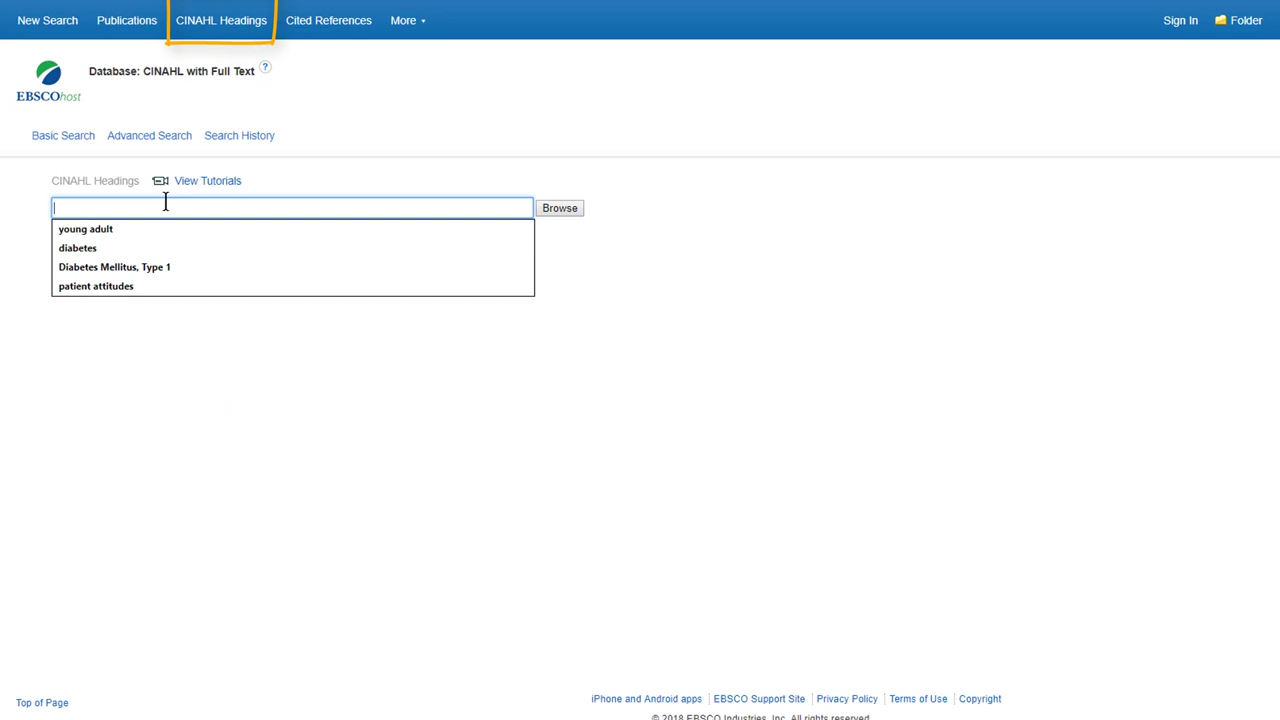 New Search Publications CINAHL Headings Cited References More Sign In Folder
Database: CINAHL with Full Text ?
EBSCOhost
Basic Search Advanced Search Search History
CINAHL Headings View Tutorials
Browse
young adult
diabetes
Diabetes Mellitus, Type 1
patient attitudes
Top of Page iPhone and Android apps EBSCO Support Site Privacy Policy Terms of Use Copyright
© 2018 EBSCO Industries, Inc. All rights reserved.